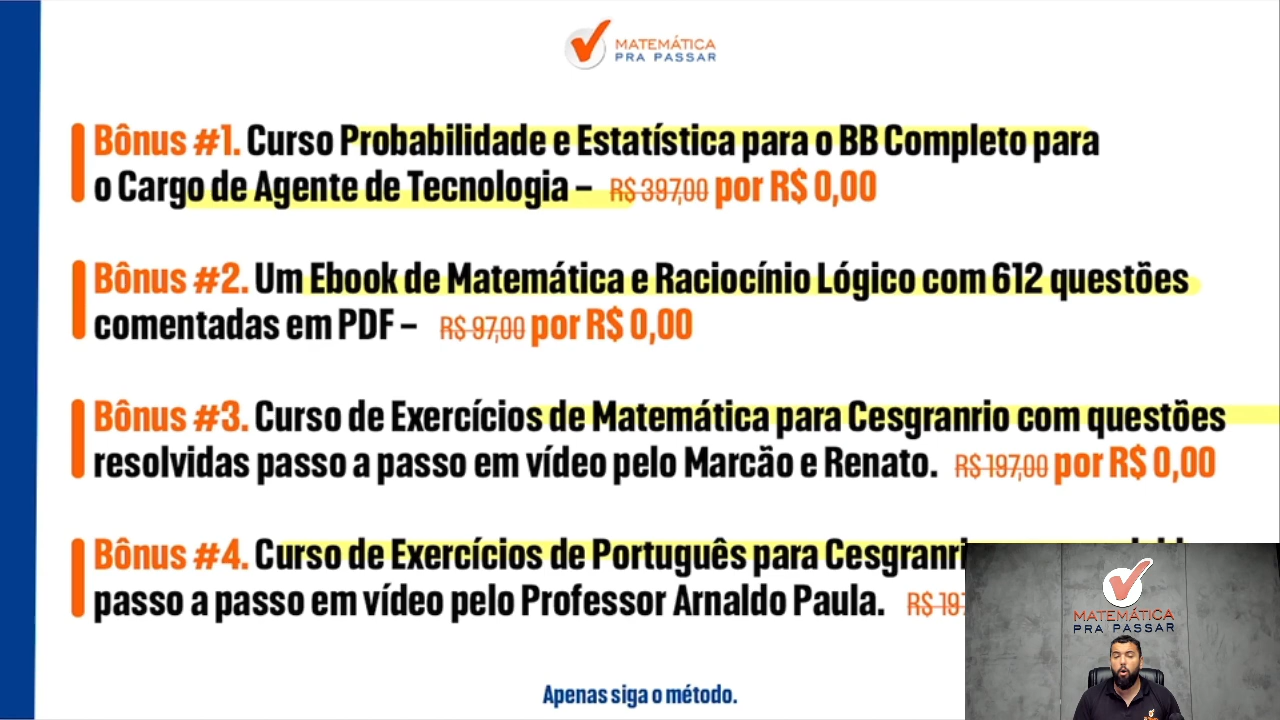 MATEMÁTICA
PRA PASSAR
Bônus #1. Curso Probabilidade e Estatística para o BB Completo para
o Cargo de Agente de Tecnologia – R$ 397,00 por R$ 0,00
Bônus #2. Um Ebook de Matemática e Raciocínio Lógico com 612 questões
comentadas em PDF – R$ 97,00 por R$ 0,00
Bônus #3. Curso de Exercícios de Matemática para Cesgranrio com questões
resolvidas passo a passo em vídeo pelo Marcão e Renato. R$ 197,00 por R$ 0,00
Bônus #4. Curso de Exercícios de Português para
passo a passo em vídeo pelo Professor Arnaldo Paula. R$
MATEMÁTICA
PRA PASSAR
Apenas siga o método.